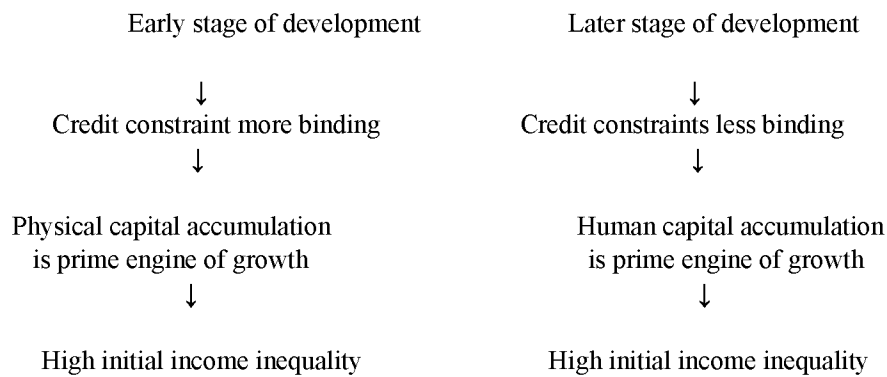 Early stage of development
↓
Credit constraint more binding
↓
Physical capital accumulation
is prime engine of growth
↓
High initial income inequality
Later stage of development
↓
Credit constraints less binding
↓
Human capital accumulation
is prime engine of growth
↓
High initial income inequality